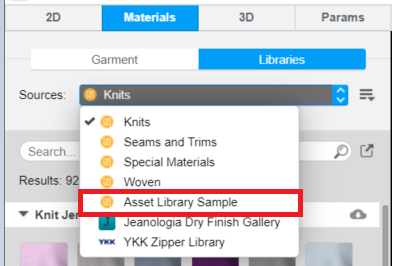 2D Materials 3D Params
Garment Libraries
Sources: Knits
Knits
Seams and Trims
Special Materials
Woven
Asset Library Sample
Jeanologia Dry Finish Gallery
YKK YKK Zipper Library
Search...
Results: 92
Knit Jer